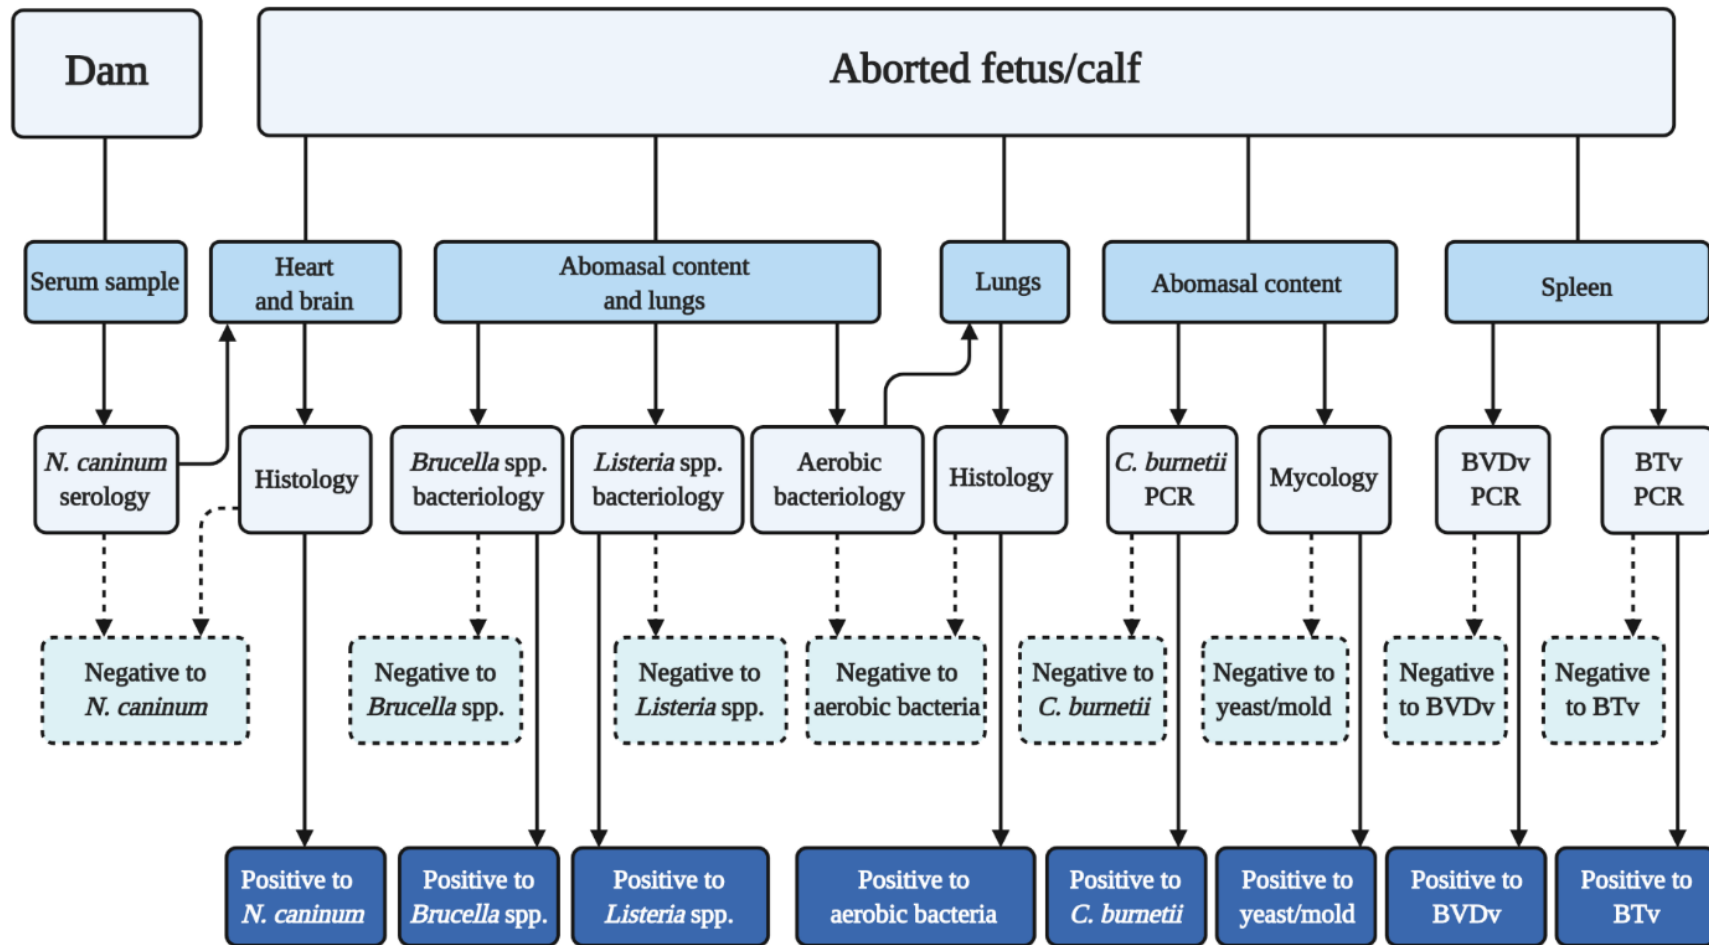 Dam
Aborted fetus/calf
Serum sample
Heart
and brain
Abomasal content
and lungs
Lungs
Abomasal content
Spleen
N. caninum
serology
Histology
Brucella spp.
bacteriology
Listeria spp.
bacteriology
Aerobic
bacteriology
Histology
C. burnetii
PCR
Mycology
BVDv
PCR
BTv
PCR
Negative to
N. caninum
Negative to
Brucella spp.
Negative to
Listeria spp.
Negative to
aerobic bacteria
Negative to
C. burnetii
Negative to
yeast/mold
Negative
to BVDv
Negative
to BTv
Positive to
N. caninum
Positive to
Brucella spp.
Positive to
Listeria spp.
Positive to
aerobic bacteria
Positive to
C. burnetii
Positive to
yeast/mold
Positive to
BVDv
Positive to
BTv